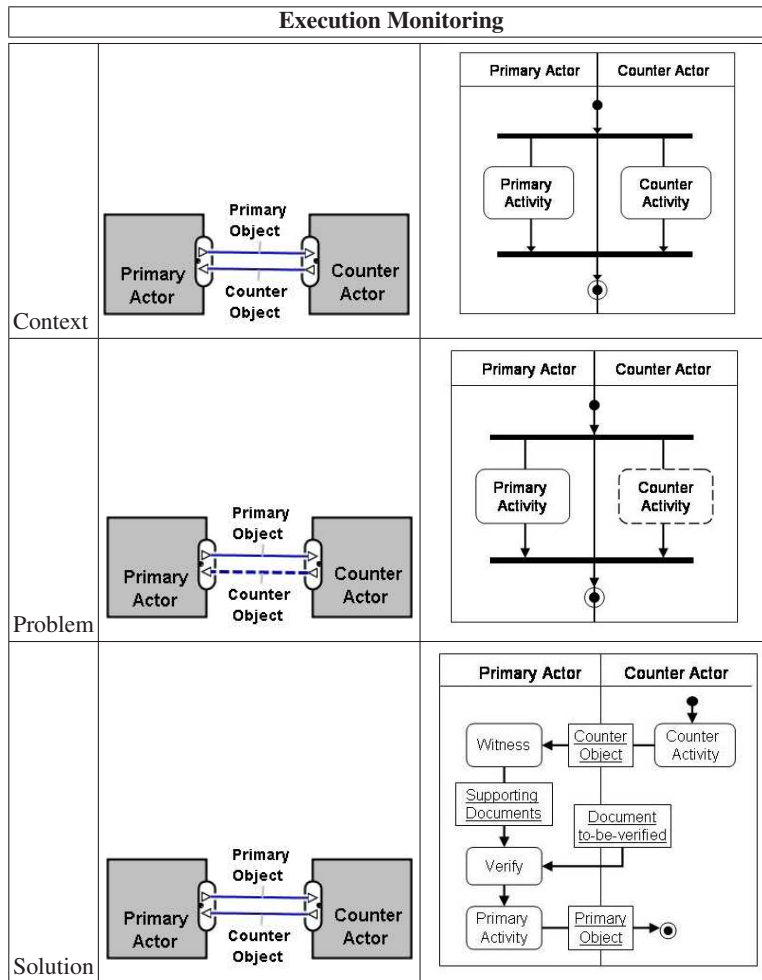 Execution Monitoring
Context
Primary
Actor
Primary
Object
Counter
Object
Counter
Actor
Primary Actor
Counter Actor
Primary
Activity
Counter
Activity
Problem
Primary
Actor
Primary
Object
Counter
Object
Counter
Actor
Primary Actor
Counter Actor
Primary
Activity
Counter
Activity
Solution
Primary
Actor
Primary
Object
Counter
Object
Counter
Actor
Primary Actor
Counter Actor
Witness
Counter
Object
Counter
Activity
Supporting
Documents
Document
to-be-verified
Verify
Primary
Activity
Primary
Object